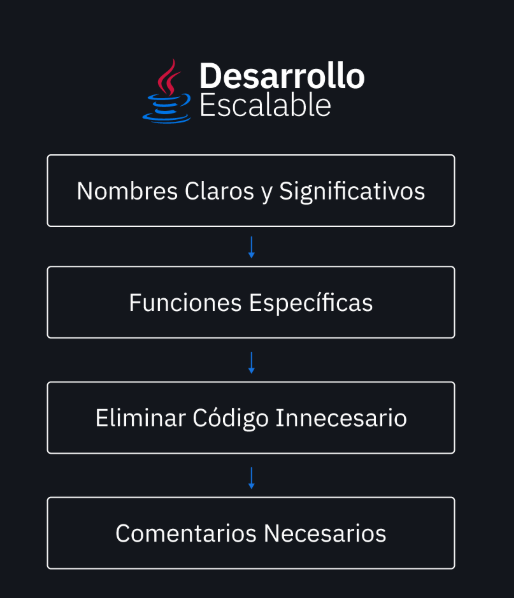 Desarrollo
Escalable
Nombres Claros y Significativos
Funciones Específicas
Eliminar Código Innecesario
Comentarios Necesarios